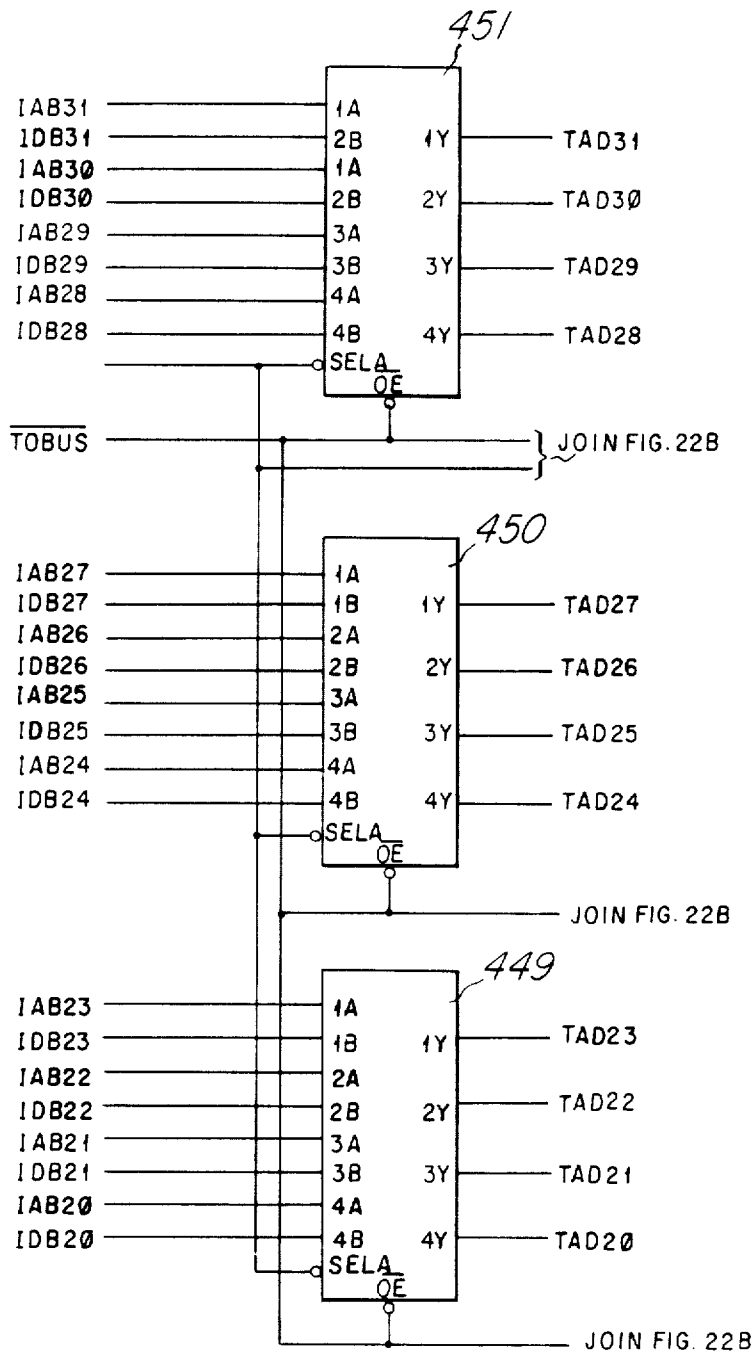 451
IAB31 1A
IDB31 2B 1Y TAD31
IAB30 1A
IDB30 2B 2Y TAD30
IAB29 3A
IDB29 3B 3Y TAD29
IAB28 4A
IDB28 4B 4Y TAD28
SELA
OE
TOBUS JOIN FIG. 22B
450
IAB27 1A
IDB27 1B 1Y TAD27
IAB26 2A
IDB26 2B 2Y TAD26
IAB25 3A
IDB25 3B 3Y TAD25
IAB24 4A
IDB24 4B 4Y TAD24
SELA
OE
JOIN FIG. 22B
449
IAB23 1A
IDB23 1B 1Y TAD23
IAB22 2A
IDB22 2B 2Y TAD22
IAB21 3A
IDB21 3B 3Y TAD21
IAB20 4A
IDB20 4B 4Y TAD20
SELA
OE
JOIN FIG. 22B